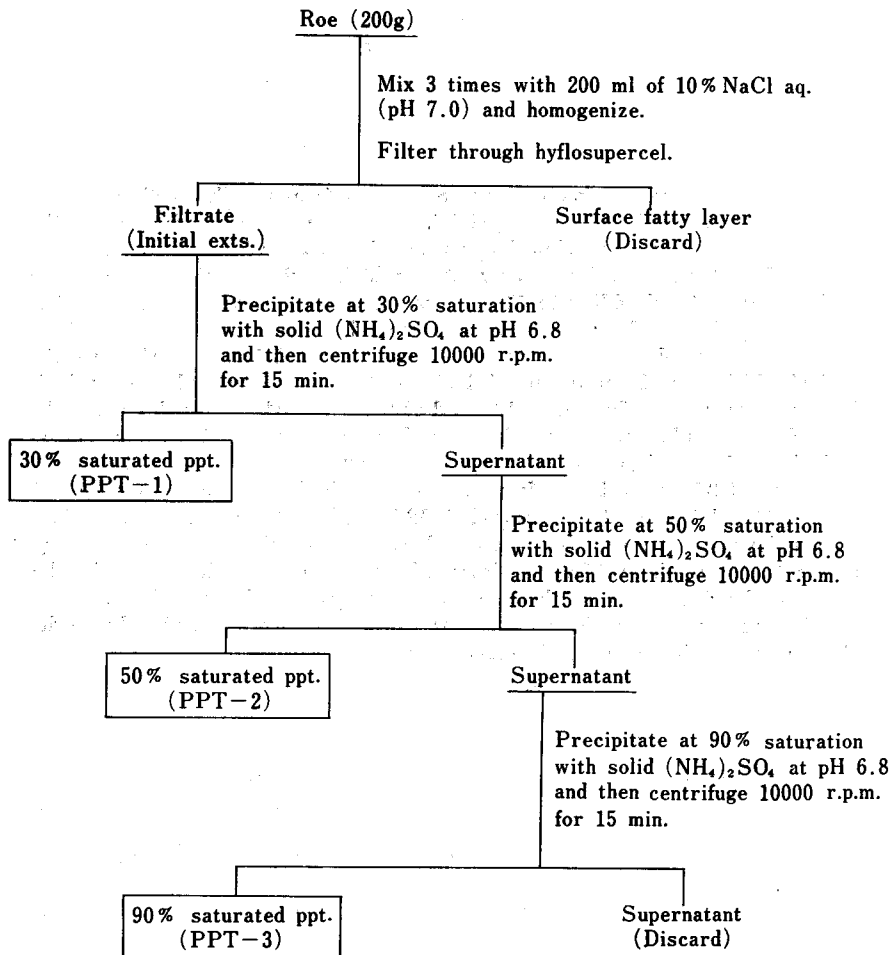 Roe (200g)
Mix 3 times with 200 ml of 10% NaCl aq.
(pH 7.0) and homogenize.
Filter through hyflosupercel.
Filtrate
(Initial exts.)
Surface fatty layer
(Discard)
Precipitate at 30% saturation
with solid (NH₄)₂SO₄ at pH 6.8
and then centrifuge 10000 r.p.m.
for 15 min.
30% saturated ppt.
(PPT-1)
Supernatant
Precipitate at 50% saturation
with solid (NH₄)₂SO₄ at pH 6.8
and then centrifuge 10000 r.p.m.
for 15 min.
50% saturated ppt.
(PPT-2)
Supernatant
Precipitate at 90% saturation
with solid (NH₄)₂SO₄ at pH 6.8
and then centrifuge 10000 r.p.m.
for 15 min.
90% saturated ppt.
(PPT-3)
Supernatant
(Discard)